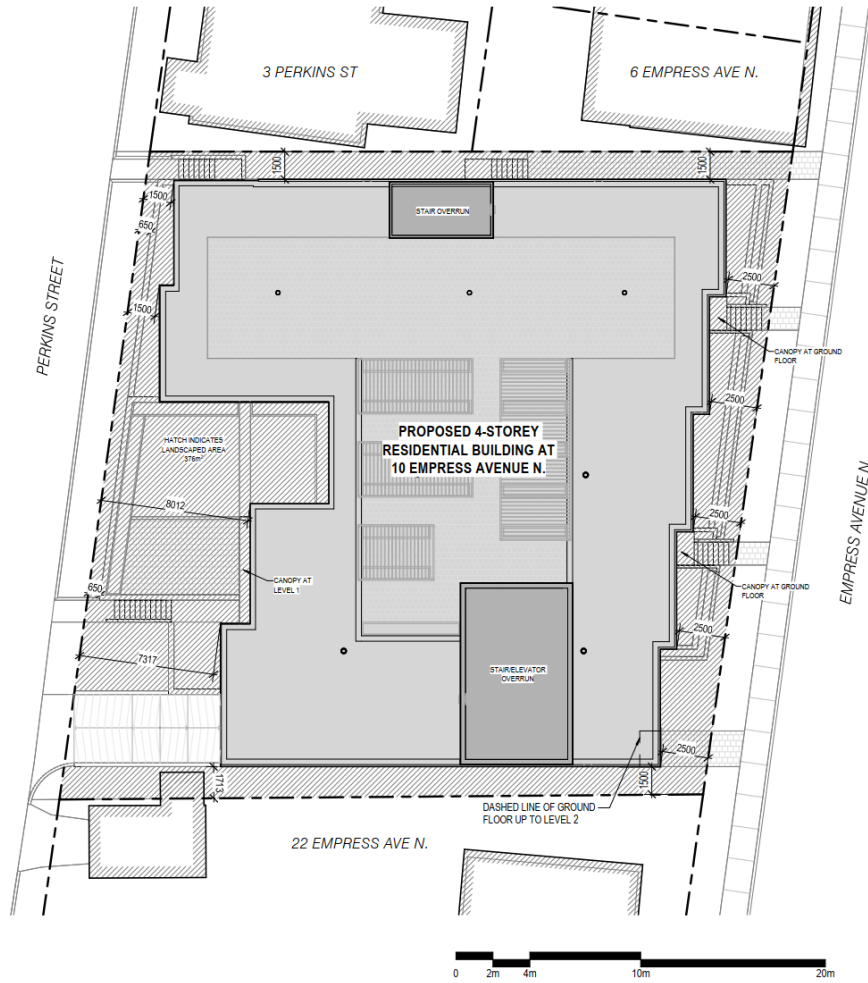 3 PERKINS ST
6 EMPRESS AVE N.
1500
1500
STAIR OVERRUN
1500
650
1500
PERKINS STREET
2500
CANOPY AT GROUND
FLOOR
2500
HATCH INDICATES
LANDSCAPED AREA
376m²
PROPOSED 4-STOREY
RESIDENTIAL BUILDING AT
10 EMPRESS AVENUE N.
8012
2500
EMPRESS AVENUE N.
650
CANOPY AT
LEVEL 1
CANOPY AT GROUND
FLOOR
2500
7317
STAIR/ELEVATOR
OVERRUN
2500
1713
1500
DASHED LINE OF GROUND
FLOOR UP TO LEVEL 2
22 EMPRESS AVE N.
0 2m 4m 10m 20m